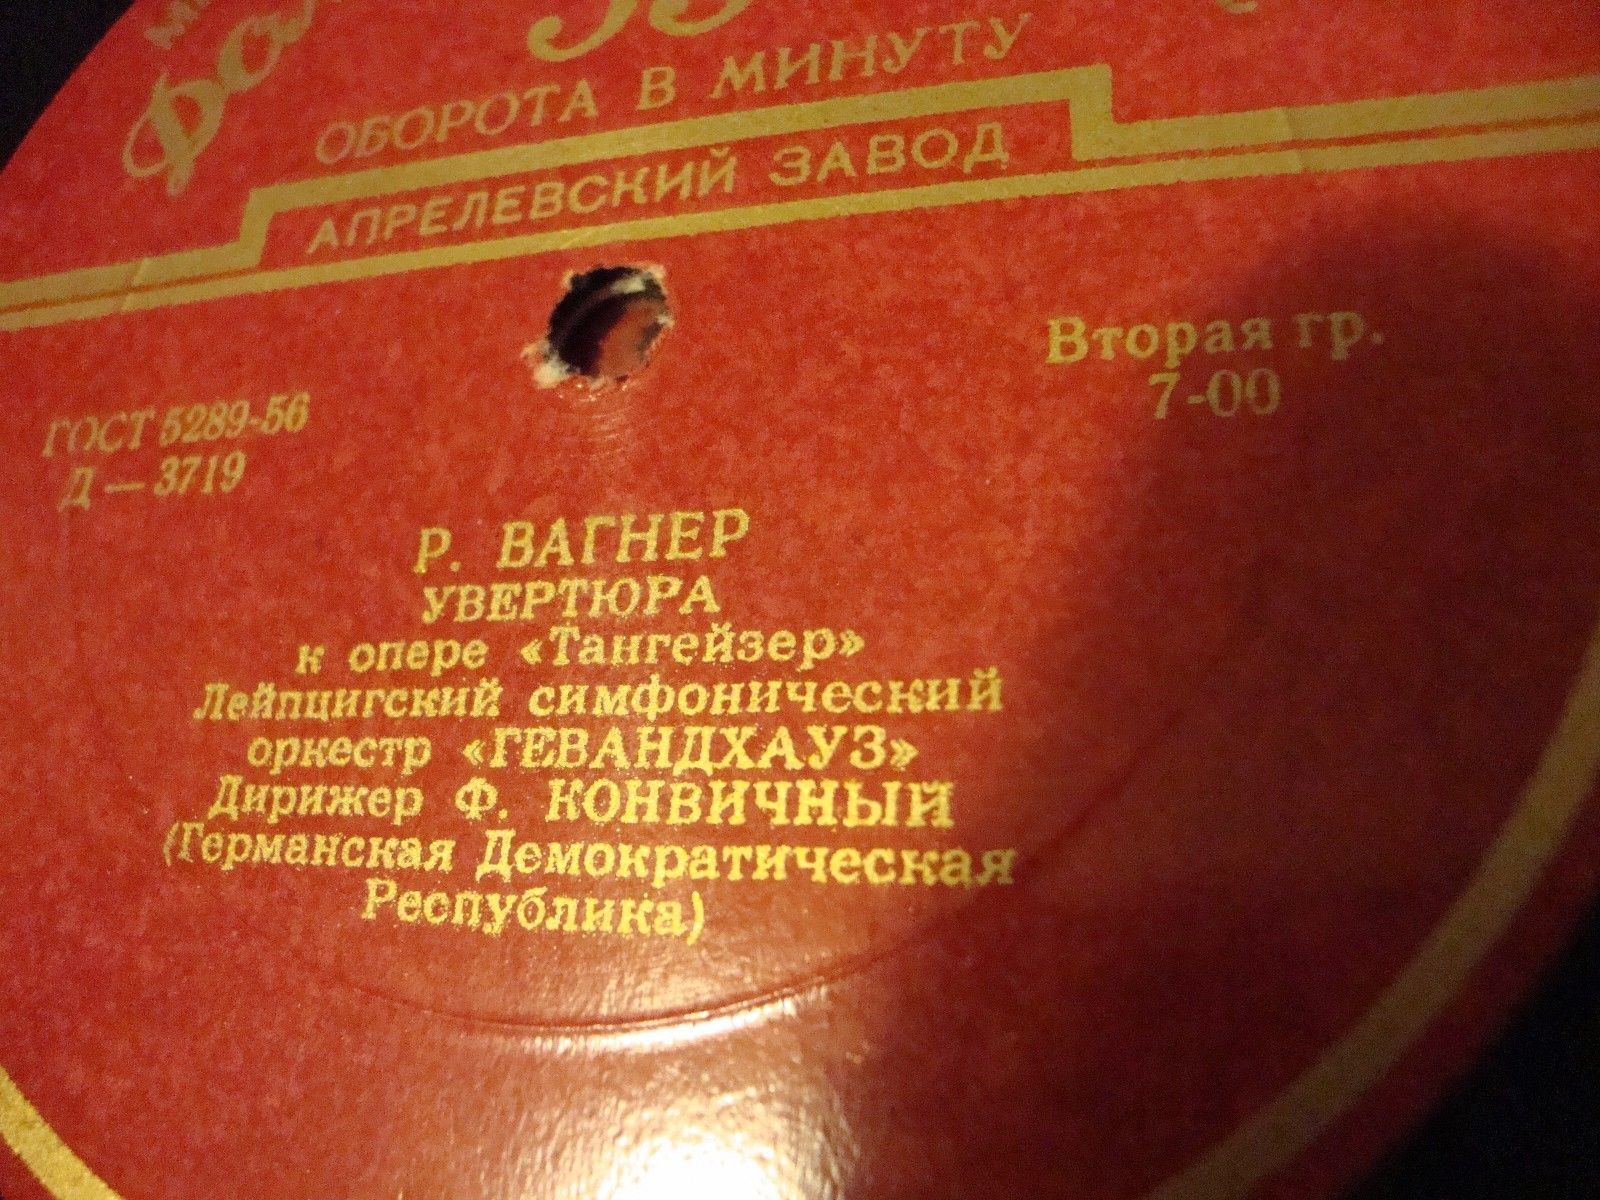 ОБОРОТА В МИНУТУ
АПРЕЛЕВСКИЙ ЗАВОД
Вторая гр.
7-00
ГОСТ 5289-56
Д — 3719
Р. ВАГНЕР
УВЕРТЮРА
к опере «Тангейзер»
Лейпцигский симфонический
оркестр «ГЕВАНДХАУЗ»
Дирижер Ф. КОНВИЧНЫЙ
(Германская Демократическая
Республика)